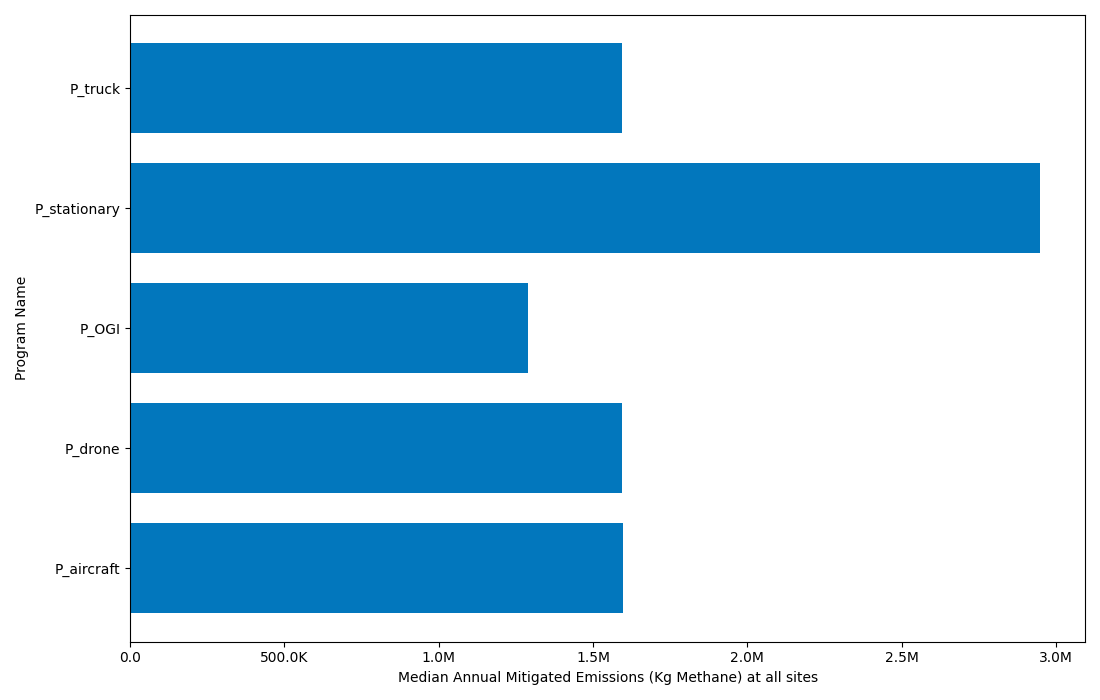 P_truck
P_stationary
P_OGI
P_drone
P_aircraft
Program Name
0.0 500.0K 1.0M 1.5M 2.0M 2.5M 3.0M
Median Annual Mitigated Emissions (Kg Methane) at all sites